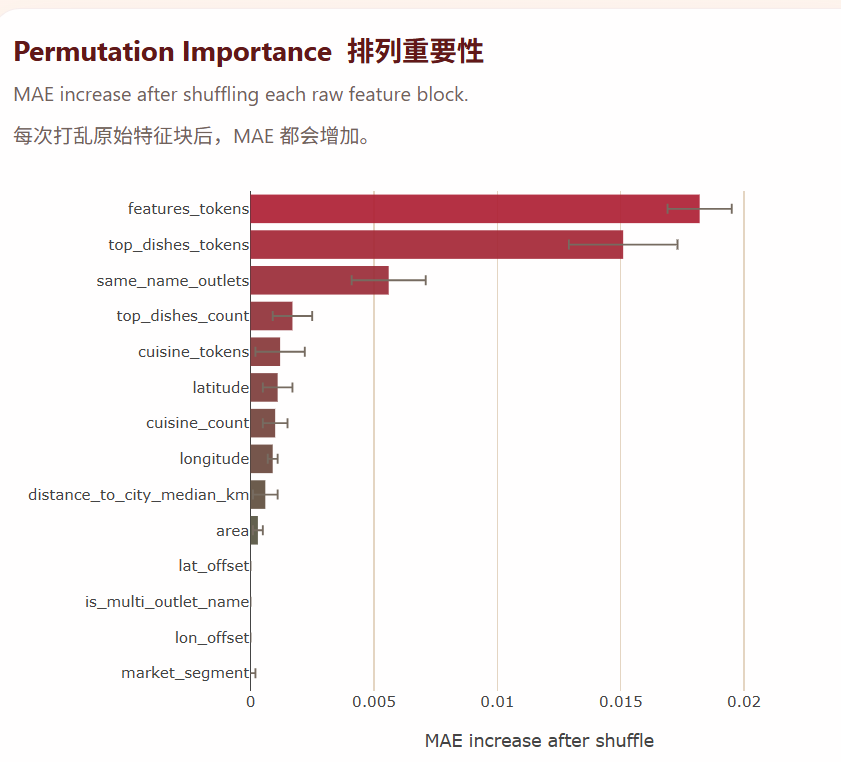 Permutation Importance 排列重要性
MAE increase after shuffling each raw feature block.
每次打乱原始特征块后，MAE 都会增加。
features_tokens
top_dishes_tokens
same_name_outlets
top_dishes_count
cuisine_tokens
latitude
cuisine_count
longitude
distance_to_city_median_km
area
lat_offset
is_multi_outlet_name
lon_offset
market_segment
0 0.005 0.01 0.015 0.02
MAE increase after shuffle